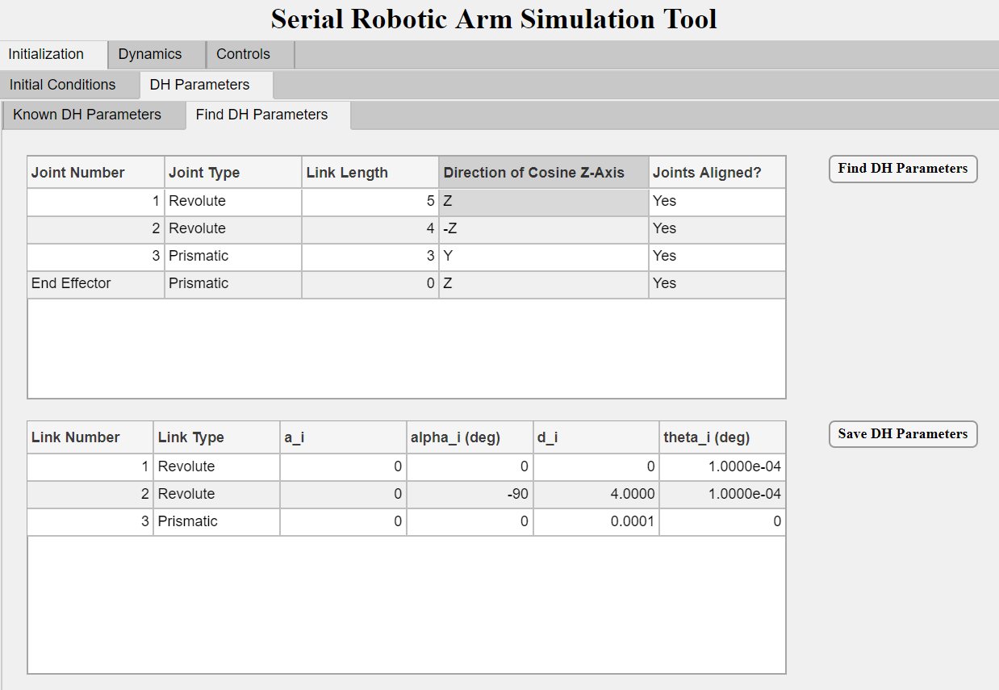 Serial Robotic Arm Simulation Tool
Initialization Dynamics Controls
Initial Conditions DH Parameters
Known DH Parameters Find DH Parameters
Joint Number Joint Type Link Length Direction of Cosine Z-Axis Joints Aligned? Find DH Parameters
1 Revolute 5 Z Yes
2 Revolute 4 -Z Yes
3 Prismatic 3 Y Yes
End Effector Prismatic 0 Z Yes
Link Number Link Type a_i alpha_i (deg) d_i theta_i (deg) Save DH Parameters
1 Revolute 0 0 0 1.0000e-04
2 Revolute 0 -90 4.0000 1.0000e-04
3 Prismatic 0 0 0.0001 0